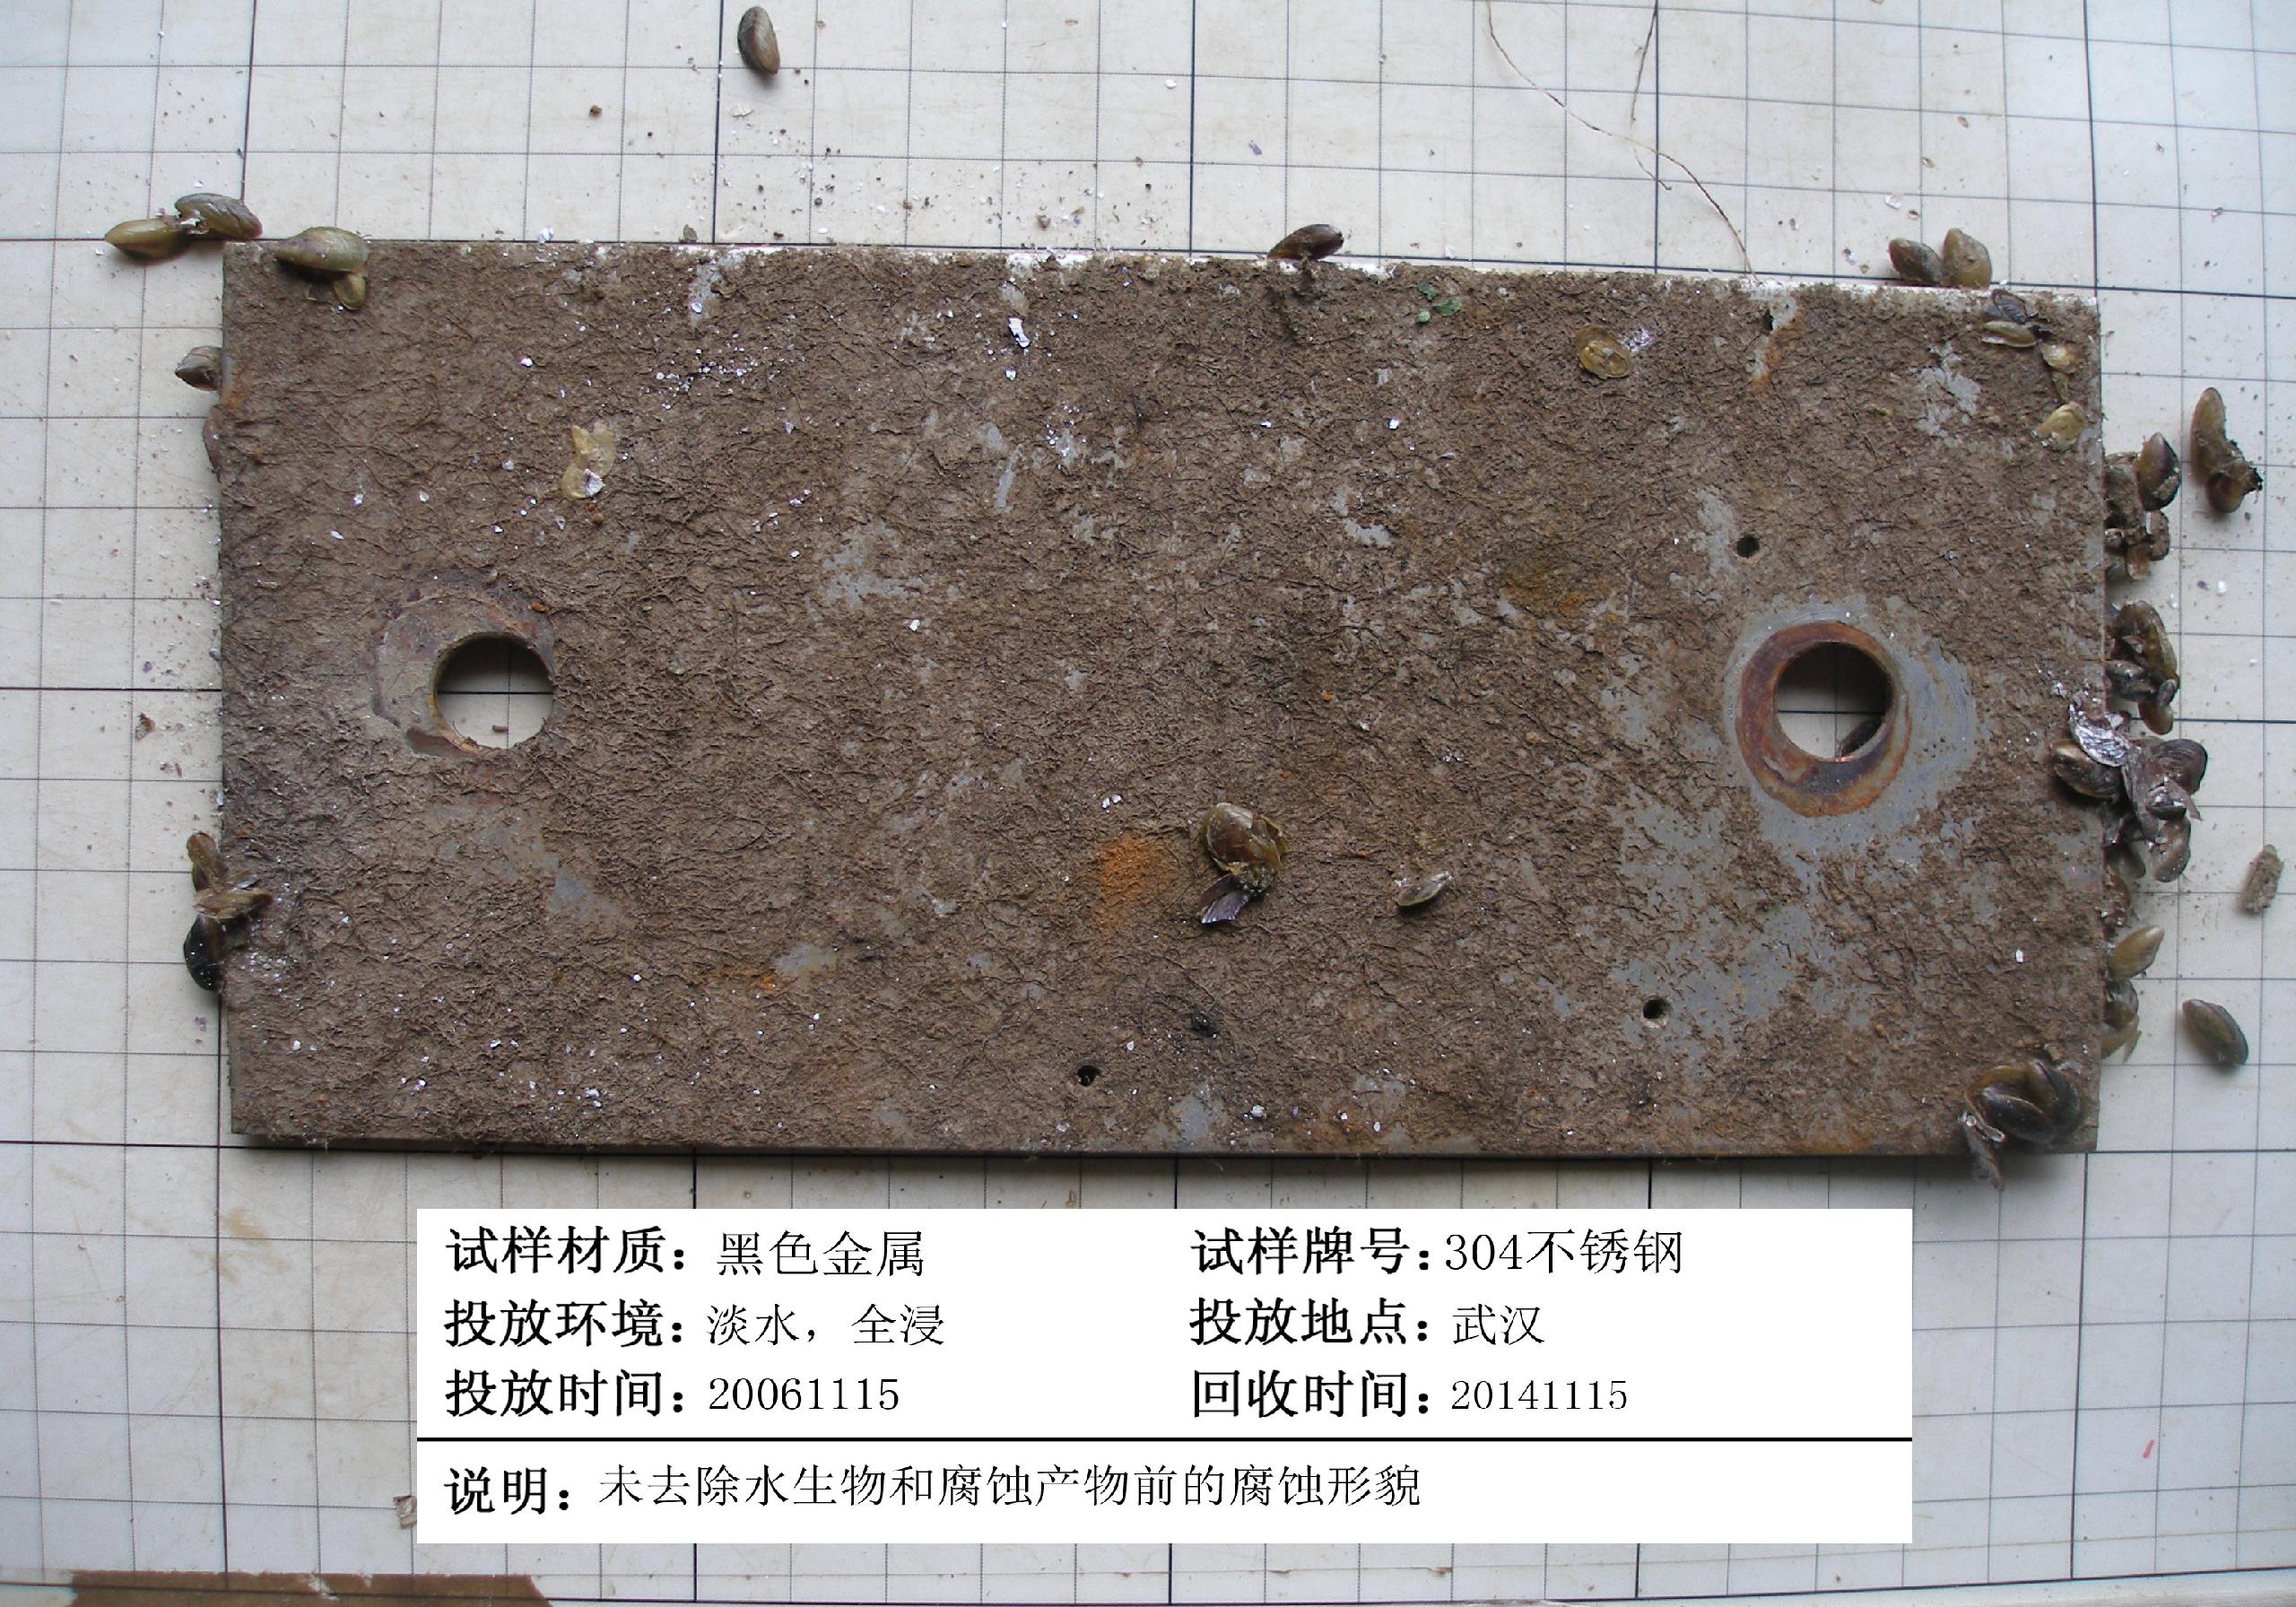 试样材质：黑色金属 试样牌号：304不锈钢
投放环境：淡水，全浸 投放地点：武汉
投放时间：20061115 回收时间：20141115
说明：未去除水生物和腐蚀产物前的腐蚀形貌